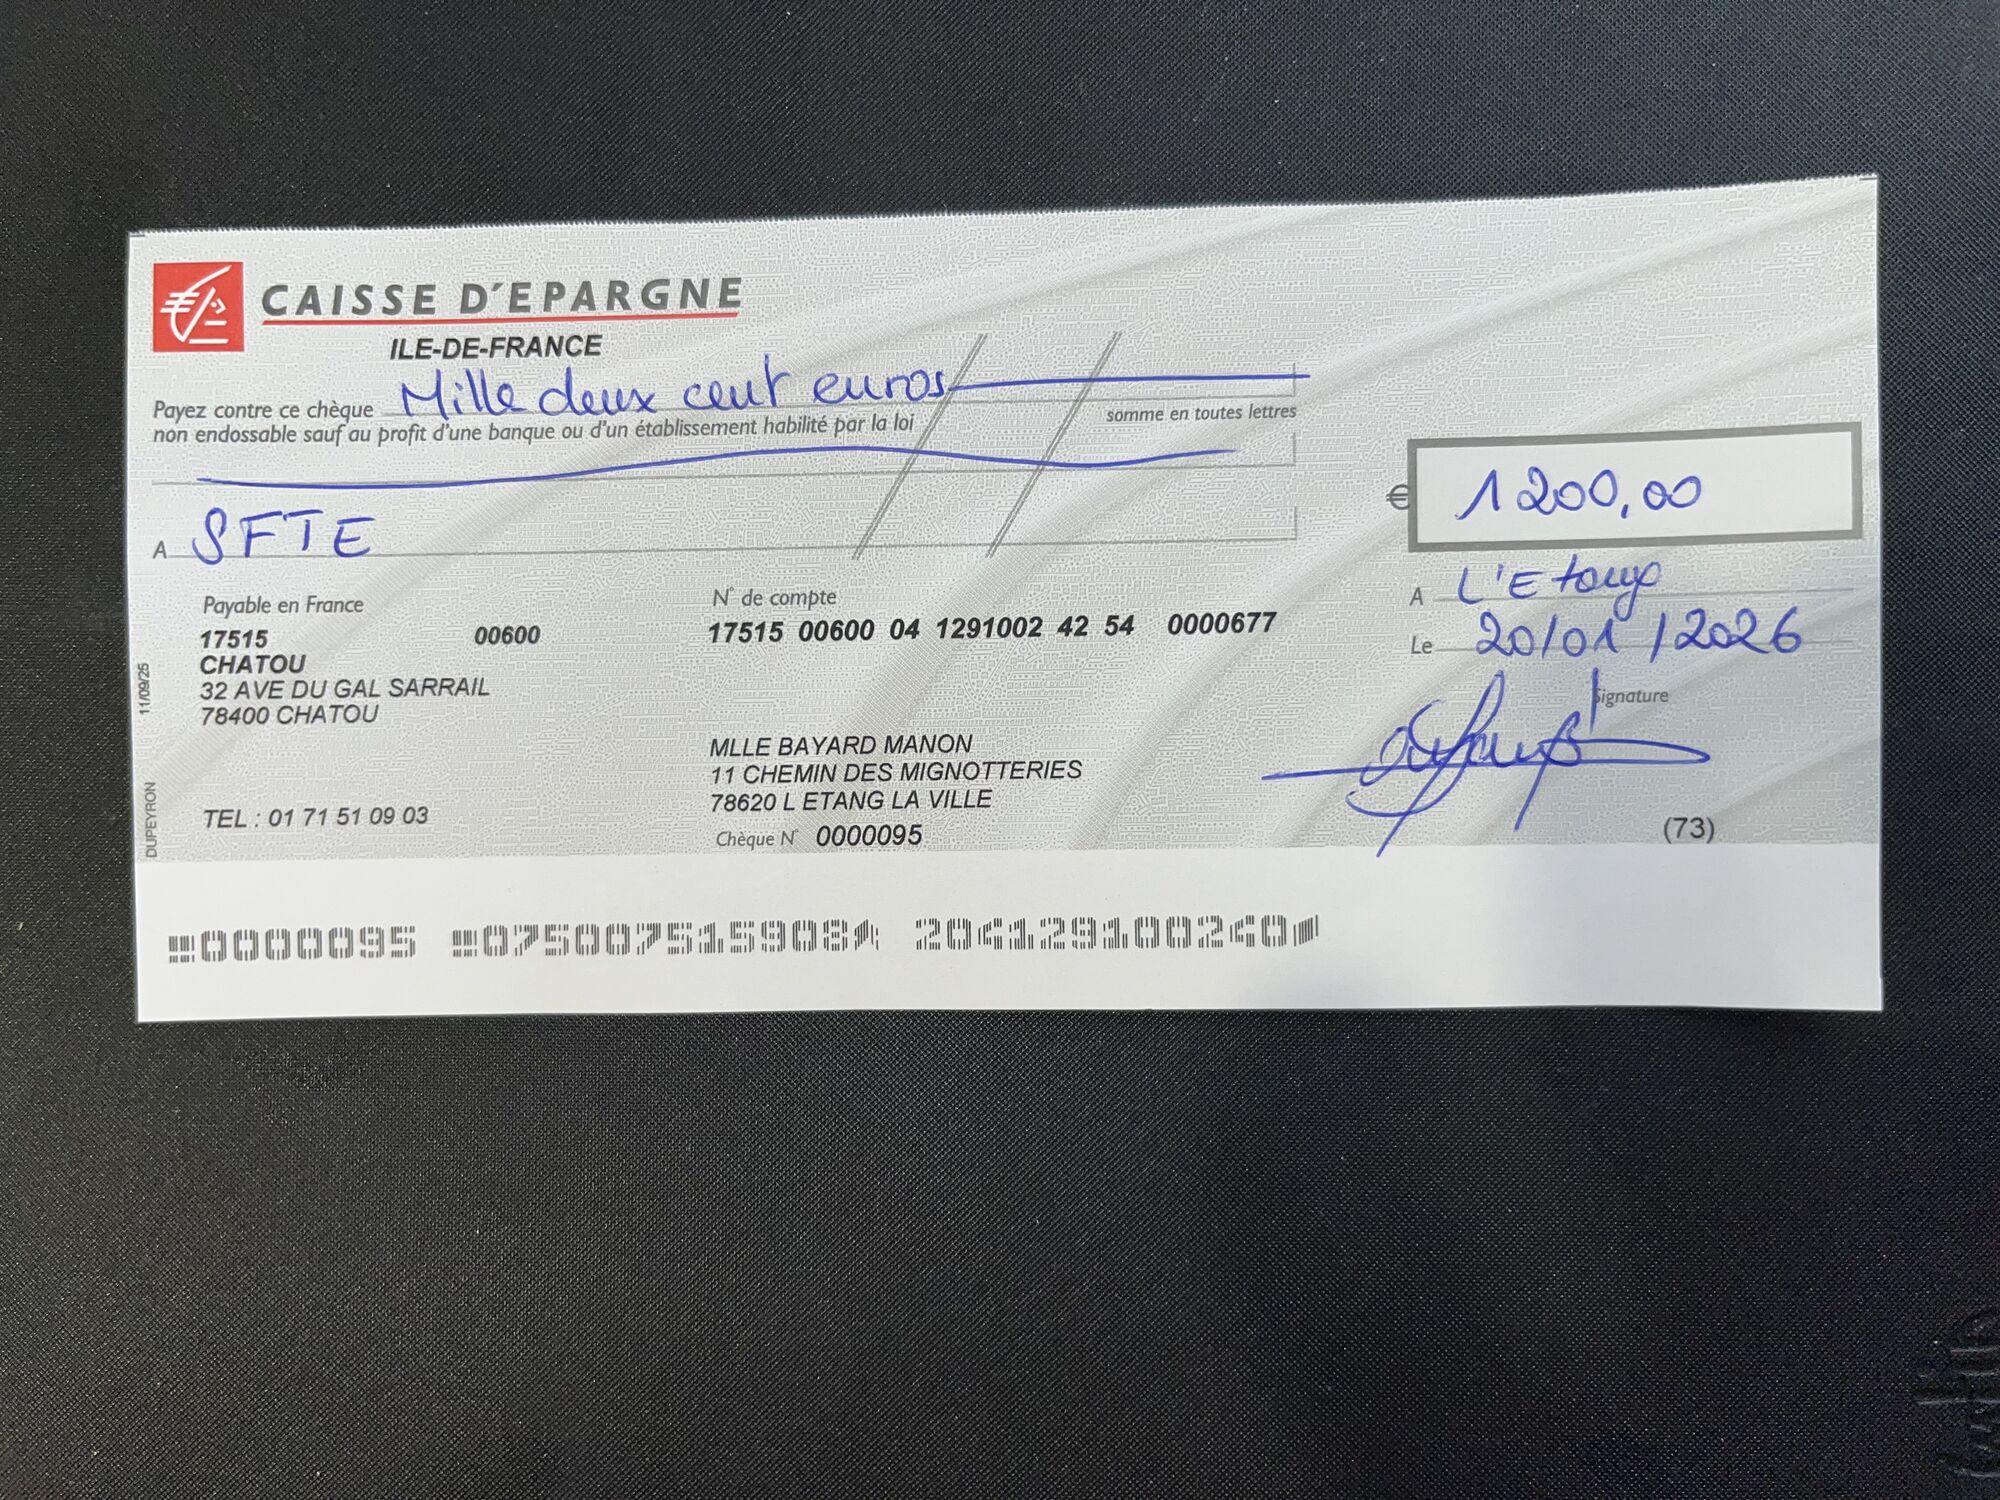 CAISSE D'EPARGNE
ILE-DE-FRANCE
Payez contre ce chèque Mille deux cent euros
non endossable sauf au profit d'une banque ou d'un établissement habilité par la loi
somme en toutes lettres
€ 1200,00
A SFTE
A L'Etang
Le 20/01/2026
Signature
Payable en France
17515 00600
CHATOU
32 AVE DU GAL SARRAIL
78400 CHATOU
TEL : 01 71 51 09 03
N° de compte
17515 00600 04 1291002 42 54 0000677
MLLE BAYARD MANON
11 CHEMIN DES MIGNOTTERIES
78620 L ETANG LA VILLE
Chèque N° 0000095
(73)
11/09/25
DUPEYRON
0000095 075007515908 204129100240